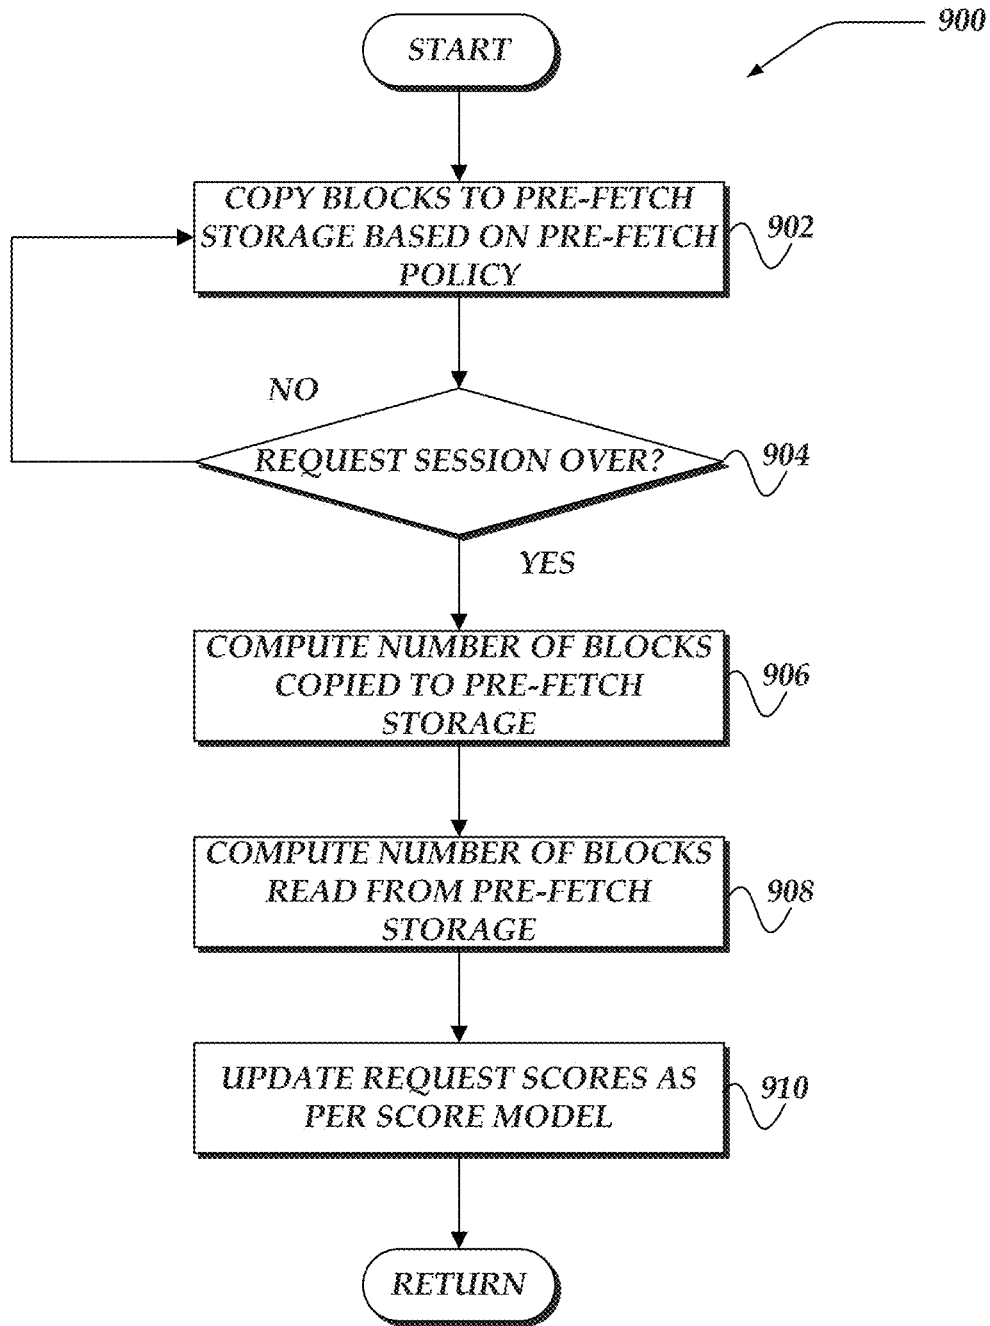 900
START
COPY BLOCKS TO PRE-FETCH
STORAGE BASED ON PRE-FETCH
POLICY
902
NO
REQUEST SESSION OVER?
904
YES
COMPUTE NUMBER OF BLOCKS
COPIED TO PRE-FETCH
STORAGE
906
COMPUTE NUMBER OF BLOCKS
READ FROM PRE-FETCH
STORAGE
908
UPDATE REQUEST SCORES AS
PER SCORE MODEL
910
RETURN